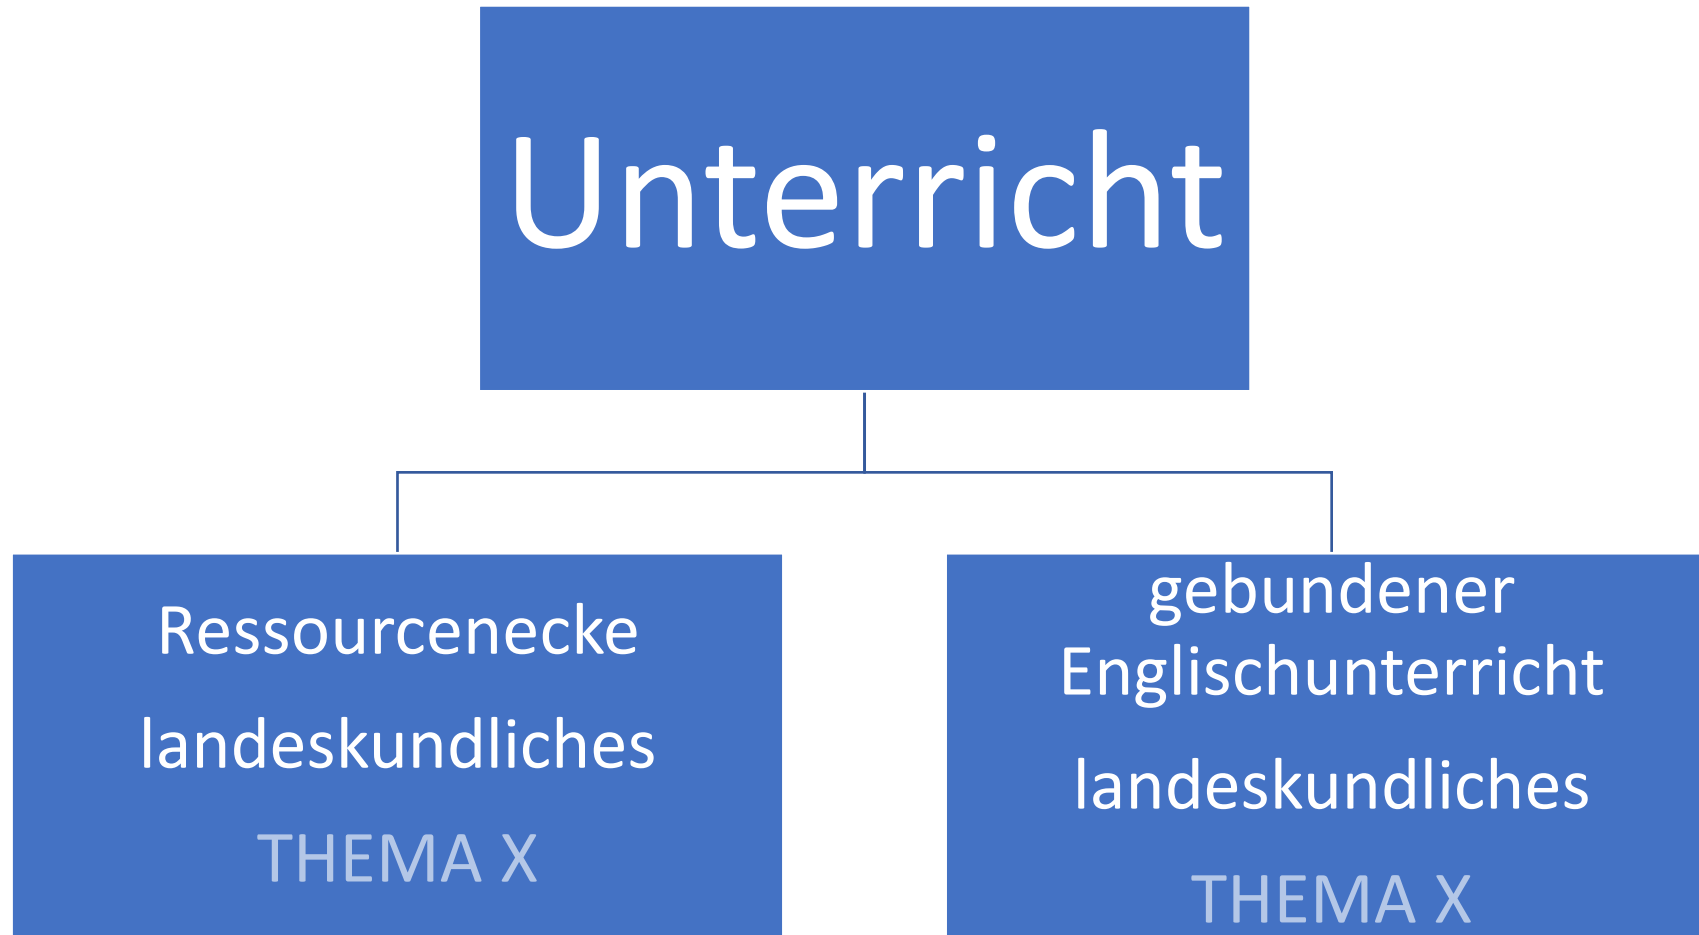 Unterricht
Ressourcenecke
landeskundliches
THEMA X
gebundener
Englischunterricht
landeskundliches
THEMA X